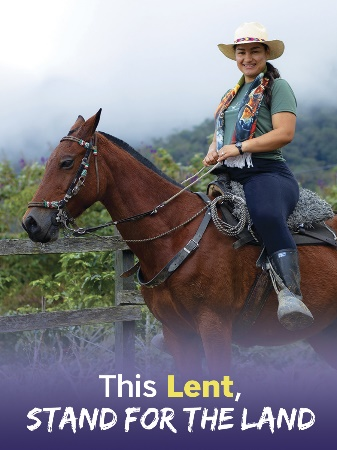 This Lent,
STAND FOR THE LAND